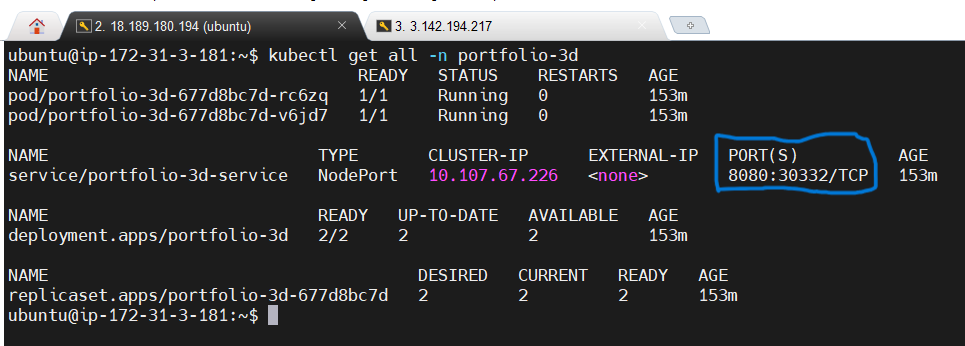 2. 18.189.180.194 (ubuntu)
3. 3.142.194.217
ubuntu@ip-172-31-3-181:~$ kubectl get all -n portfolio-3d
NAME READY STATUS RESTARTS AGE
pod/portfolio-3d-677d8bc7d-rc6zq 1/1 Running 0 153m
pod/portfolio-3d-677d8bc7d-v6jd7 1/1 Running 0 153m
NAME TYPE CLUSTER-IP EXTERNAL-IP PORT(S) AGE
service/portfolio-3d-service NodePort 10.107.67.226 <none> 8080:30332/TCP 153m
NAME READY UP-TO-DATE AVAILABLE AGE
deployment.apps/portfolio-3d 2/2 2 2 153m
NAME DESIRED CURRENT READY AGE
replicaset.apps/portfolio-3d-677d8bc7d 2 2 2 153m
ubuntu@ip-172-31-3-181:~$